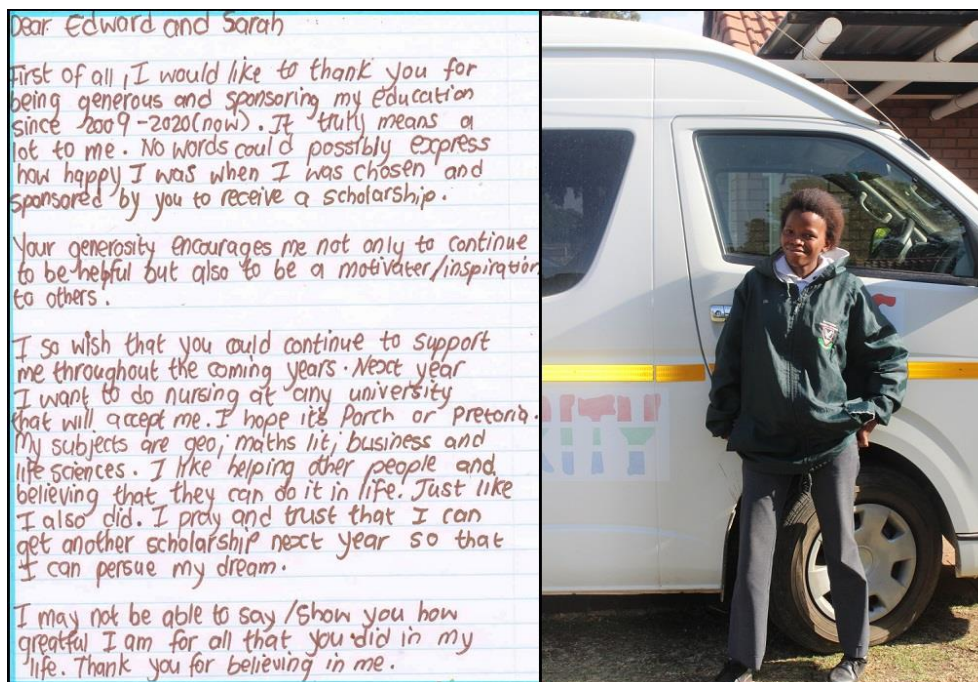 Dear Edward and Sarah
First of all, I would like to thank you for
being generous and sponsoring my education
since 2009-2020(now). It truly means a
lot to me. No words could possibly express
how happy I was when I was chosen and
sponsored by you to receive a scholarship.
Your generosity encourages me not only to continue
to be helpful but also to be a motivater/inspiration
to others.
I so wish that you could continue to support
me throughout the coming years. Next year
I want to do nursing at any university
that will accept me. I hope it's Porch or Pretoria.
My subjects are geo; maths lit; business and
life sciences. I like helping other people and
believing that they can do it in life. Just like
I also did. I pray and trust that I can
get another scholarship next year so that
I can persue my dream.
I may not be able to say/show you how
greatful I am for all that you did in my
life. Thank you for believing in me.